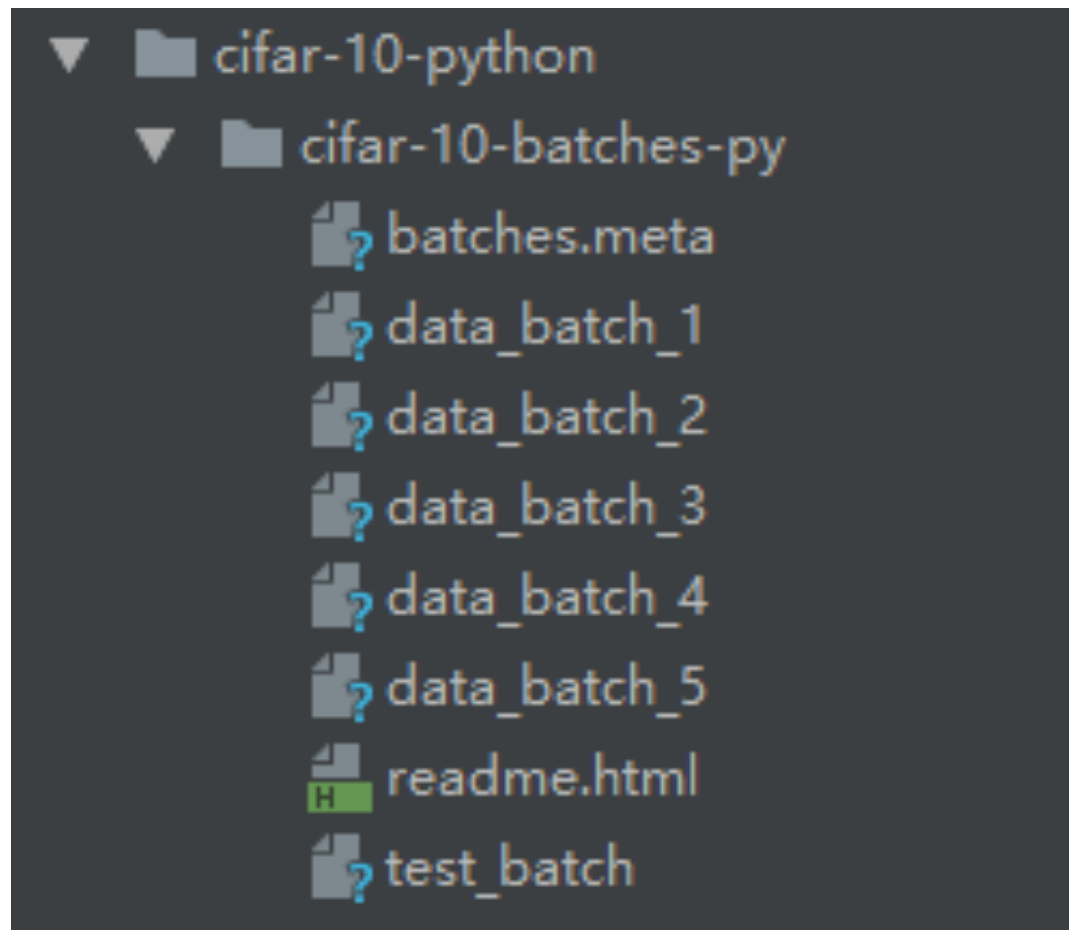 cifar-10-python
cifar-10-batches-py
? batches.meta
? data_batch_1
? data_batch_2
? data_batch_3
? data_batch_4
? data_batch_5
H readme.html
? test_batch